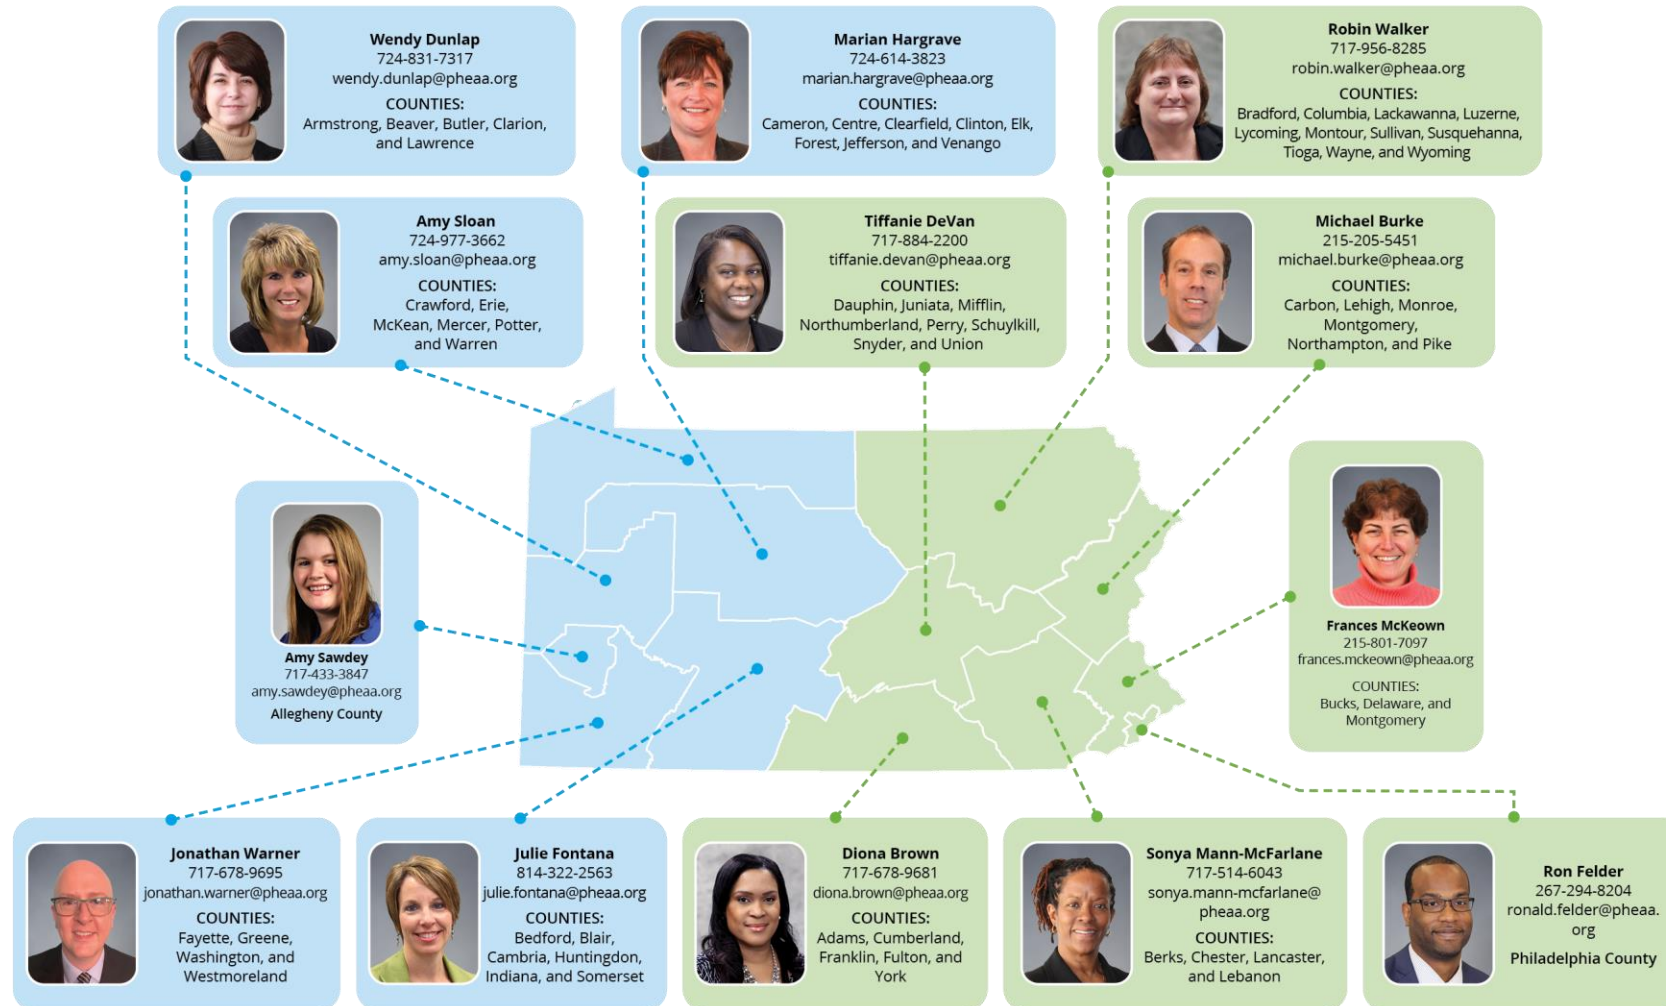 Wendy Dunlap
724-831-7317
wendy.dunlap@pheaa.org
COUNTIES:
Armstrong, Beaver, Butler, Clarion,
and Lawrence
Marian Hargrave
724-614-3823
marian.hargrave@pheaa.org
COUNTIES:
Cameron, Centre, Clearfield, Clinton, Elk,
Forest, Jefferson, and Venango
Robin Walker
717-956-8285
robin.walker@pheaa.org
COUNTIES:
Bradford, Columbia, Lackawanna, Luzerne,
Lycoming, Montour, Sullivan, Susquehanna,
Tioga, Wayne, and Wyoming
Amy Sloan
724-977-3662
amy.sloan@pheaa.org
COUNTIES:
Crawford, Erie,
McKean, Mercer, Potter,
and Warren
Tiffanie DeVan
717-884-2200
tiffanie.devan@pheaa.org
COUNTIES:
Dauphin, Juniata, Mifflin,
Northumberland, Perry, Schuylkill,
Snyder, and Union
Michael Burke
215-205-5451
michael.burke@pheaa.org
COUNTIES:
Carbon, Lehigh, Monroe,
Montgomery,
Northampton, and Pike
Amy Sawdey
717-433-3847
amy.sawdey@pheaa.org
Allegheny County
Frances McKeown
215-801-7097
frances.mckeown@pheaa.org
COUNTIES:
Bucks, Delaware, and
Montgomery
Jonathan Warner
717-678-9695
jonathan.warner@pheaa.org
COUNTIES:
Fayette, Greene,
Washington, and
Westmoreland
Julie Fontana
814-322-2563
julie.fontana@pheaa.org
COUNTIES:
Bedford, Blair,
Cambria, Huntingdon,
Indiana, and Somerset
Diona Brown
717-678-9681
diona.brown@pheaa.org
COUNTIES:
Adams, Cumberland,
Franklin, Fulton, and
York
Sonya Mann-McFarlane
717-514-6043
sonya.mann-mcfarlane@
pheaa.org
COUNTIES:
Berks, Chester, Lancaster,
and Lebanon
Ron Felder
267-294-8204
ronald.felder@pheaa.
org
Philadelphia County